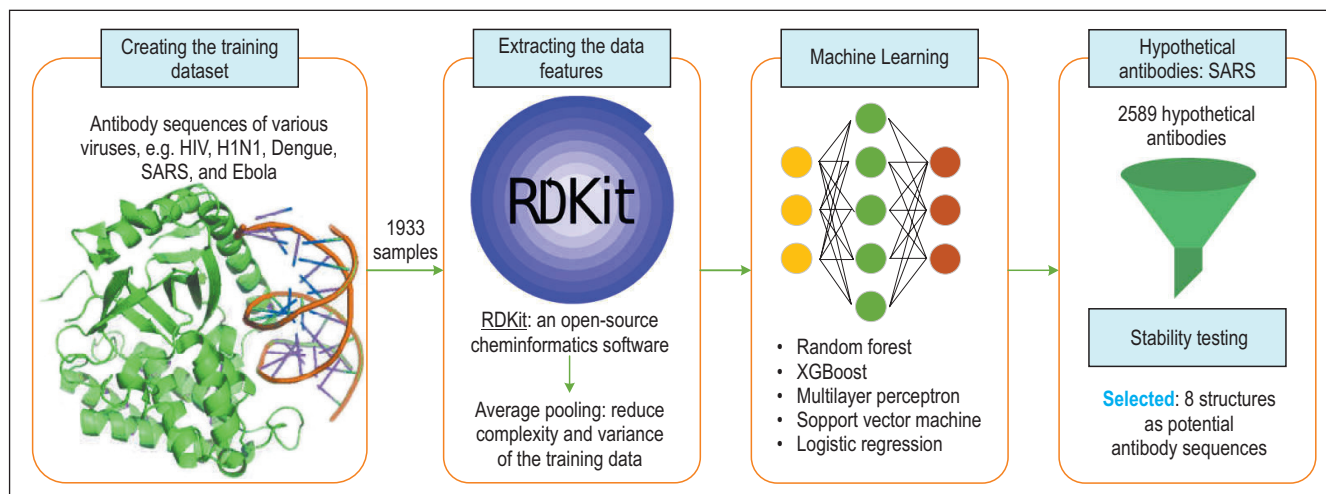 Creating the training
dataset
Antibody sequences of various
viruses, e.g. HIV, H1N1, Dengue,
SARS, and Ebola
1933
samples
Extracting the data
features
RDKit
RDKit: an open-source
cheminformatics software
Average pooling: reduce
complexity and variance
of the training data
Machine Learning
• Random forest
• XGBoost
• Multilayer perceptron
• Sopport vector machine
• Logistic regression
Hypothetical
antibodies: SARS
2589 hypothetical
antibodies
Stability testing
Selected: 8 structures
as potential
antibody sequences